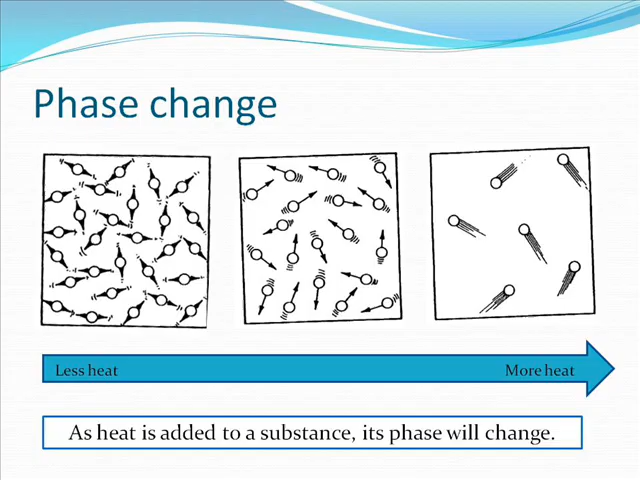 Phase change
Less heat
More heat
As heat is added to a substance, its phase will change.